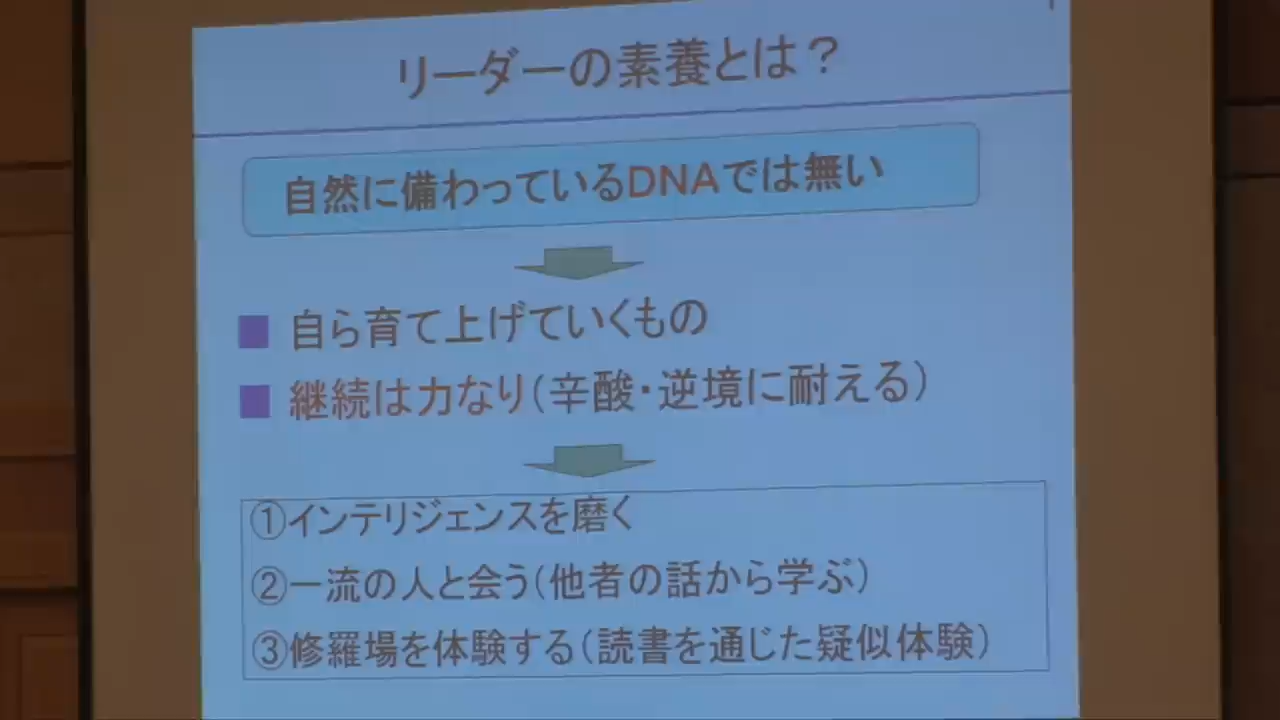 リーダーの素養とは？
自然に備わっているDNAでは無い
自ら育て上げていくもの
継続は力なり(辛酸・逆境に耐える)
①インテリジェンスを磨く
②一流の人と会う(他者の話から学ぶ)
③修羅場を体験する(読書を通じた疑似体験)